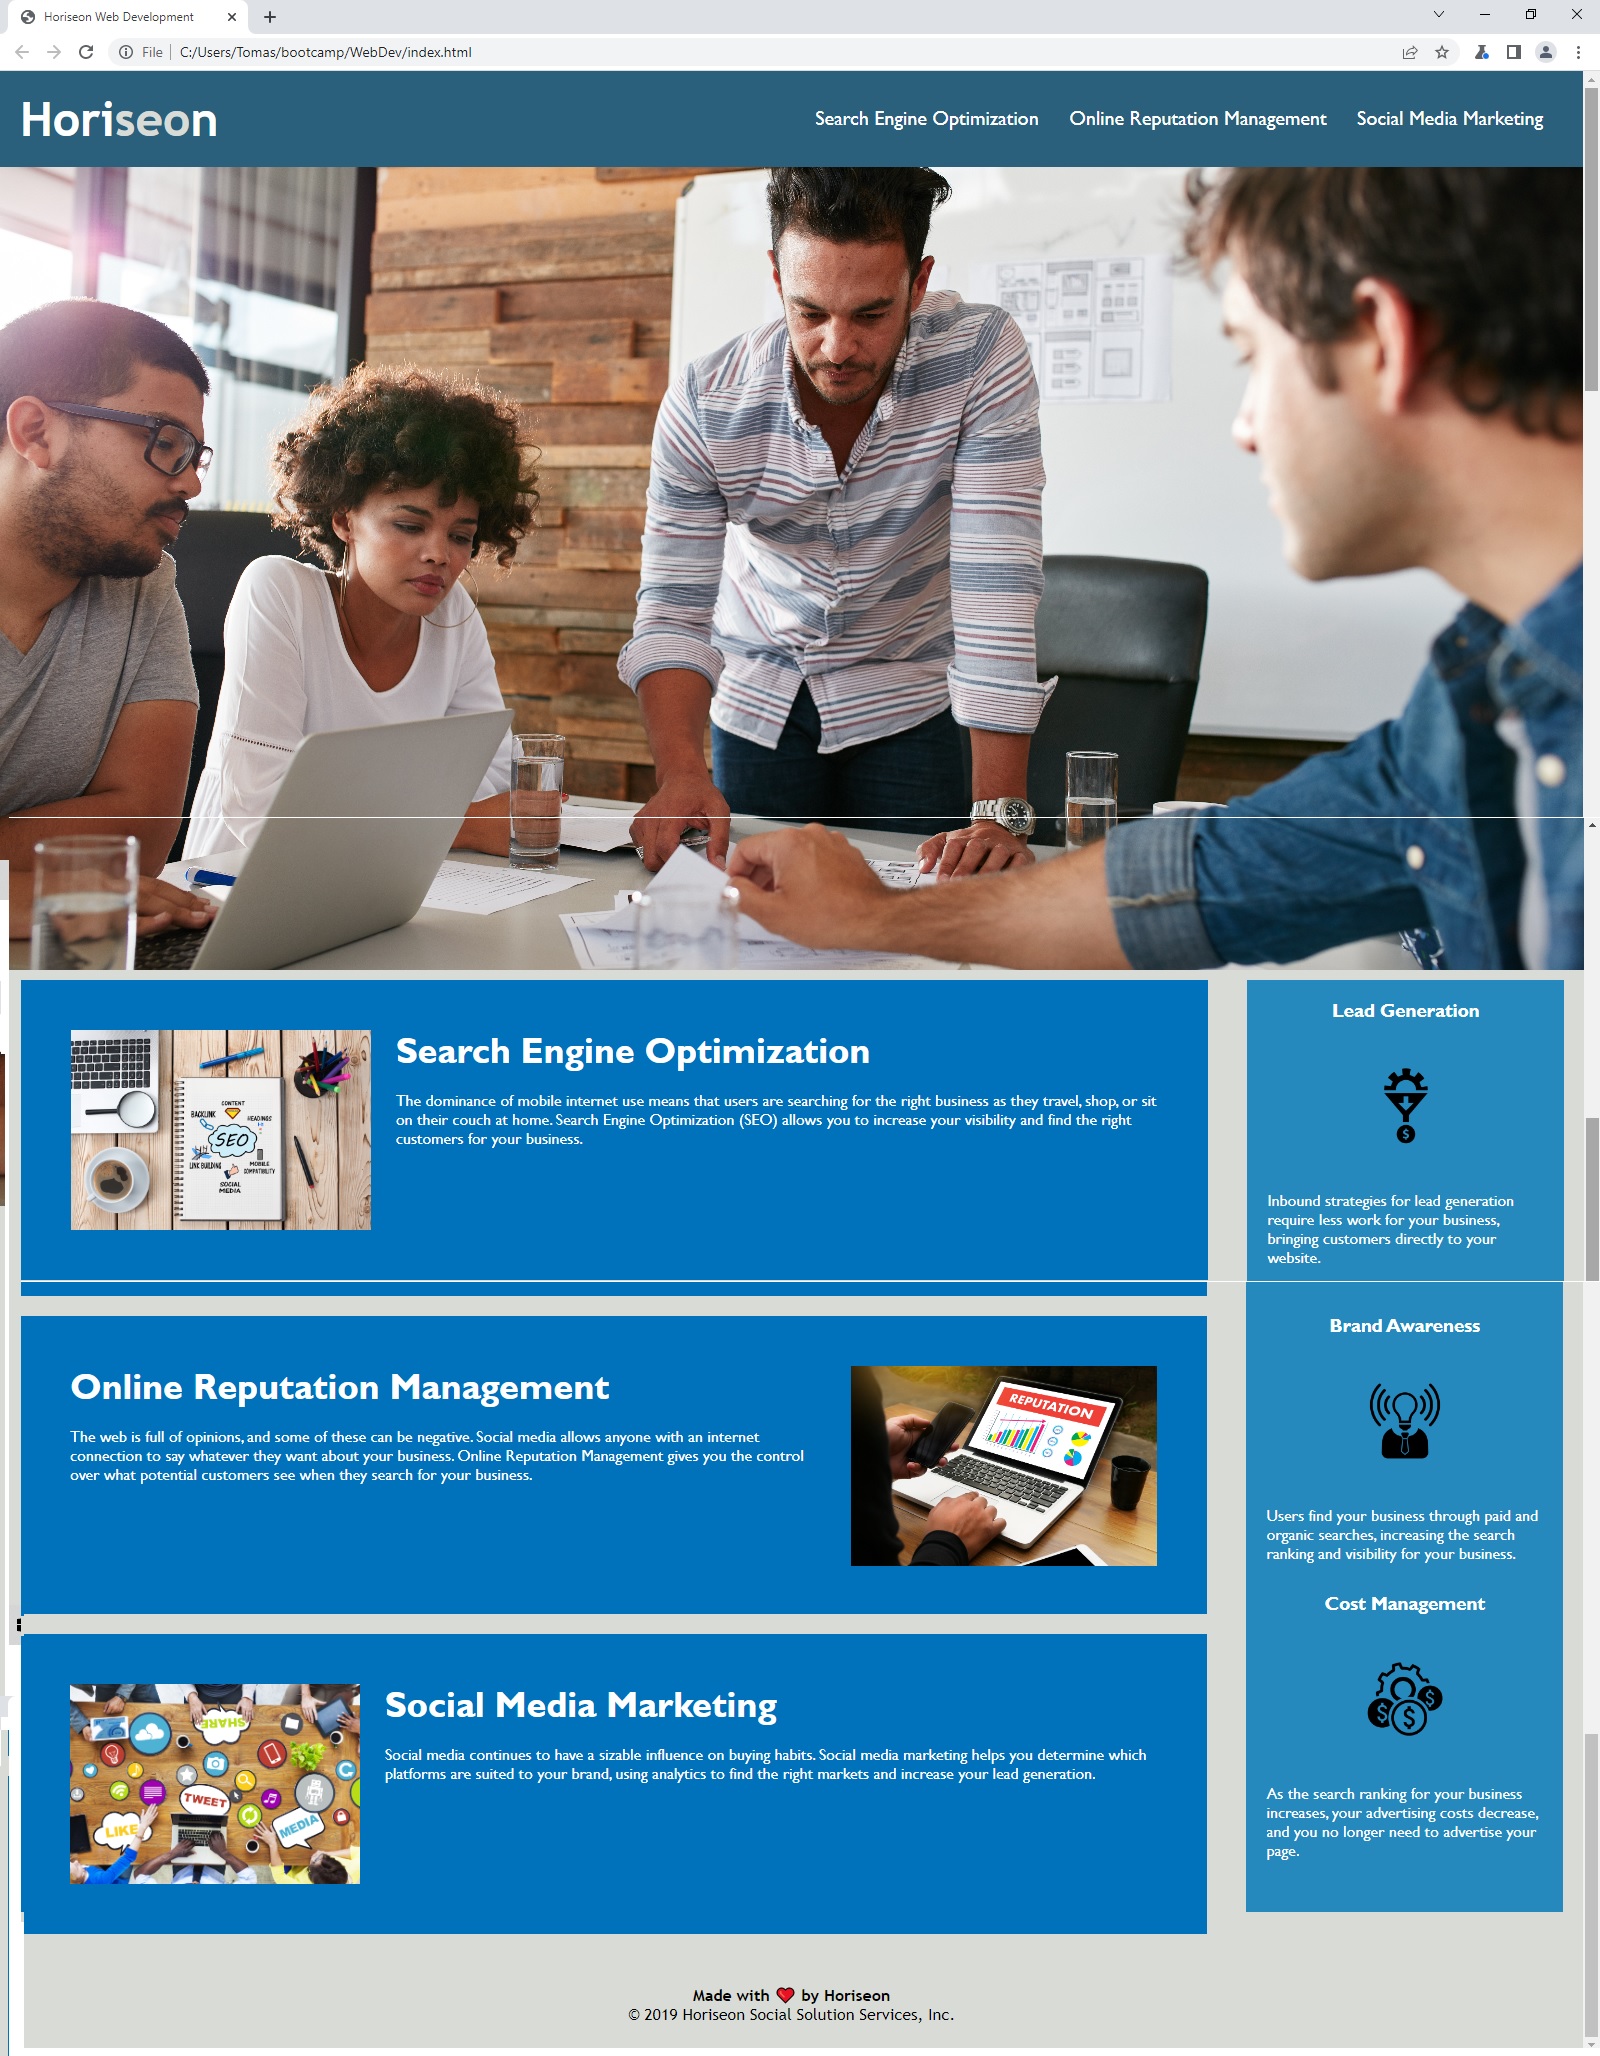 Horiseon Web Development
File
C:/Users/Tomas/bootcamp/WebDev/index.html
Horiseon
Search Engine Optimization
Online Reputation Management
Social Media Marketing
CONTENT
BACKLINK
HEADINGS
SEO
LINK BUILDING
MOBILE
COMPATIBILITY
SOCIAL
MEDIA
Search Engine Optimization
The dominance of mobile internet use means that users are searching for the right business as they travel, shop, or sit
on their couch at home. Search Engine Optimization (SEO) allows you to increase your visibility and find the right
customers for your business.
Lead Generation
$
Inbound strategies for lead generation
require less work for your business,
bringing customers directly to your
website.
Online Reputation Management
The web is full of opinions, and some of these can be negative. Social media allows anyone with an internet
connection to say whatever they want about your business. Online Reputation Management gives you the control
over what potential customers see when they search for your business.
REPUTATION
Brand Awareness
Users find your business through paid and
organic searches, increasing the search
ranking and visibility for your business.
SHARE
TWEET
LIKE
MEDIA
Social Media Marketing
Social media continues to have a sizable influence on buying habits. Social media marketing helps you determine which
platforms are suited to your brand, using analytics to find the right markets and increase your lead generation.
Cost Management
$ $ $
As the search ranking for your business
increases, your advertising costs decrease,
and you no longer need to advertise your
page.
Made with ❤️ by Horiseon
© 2019 Horiseon Social Solution Services, Inc.